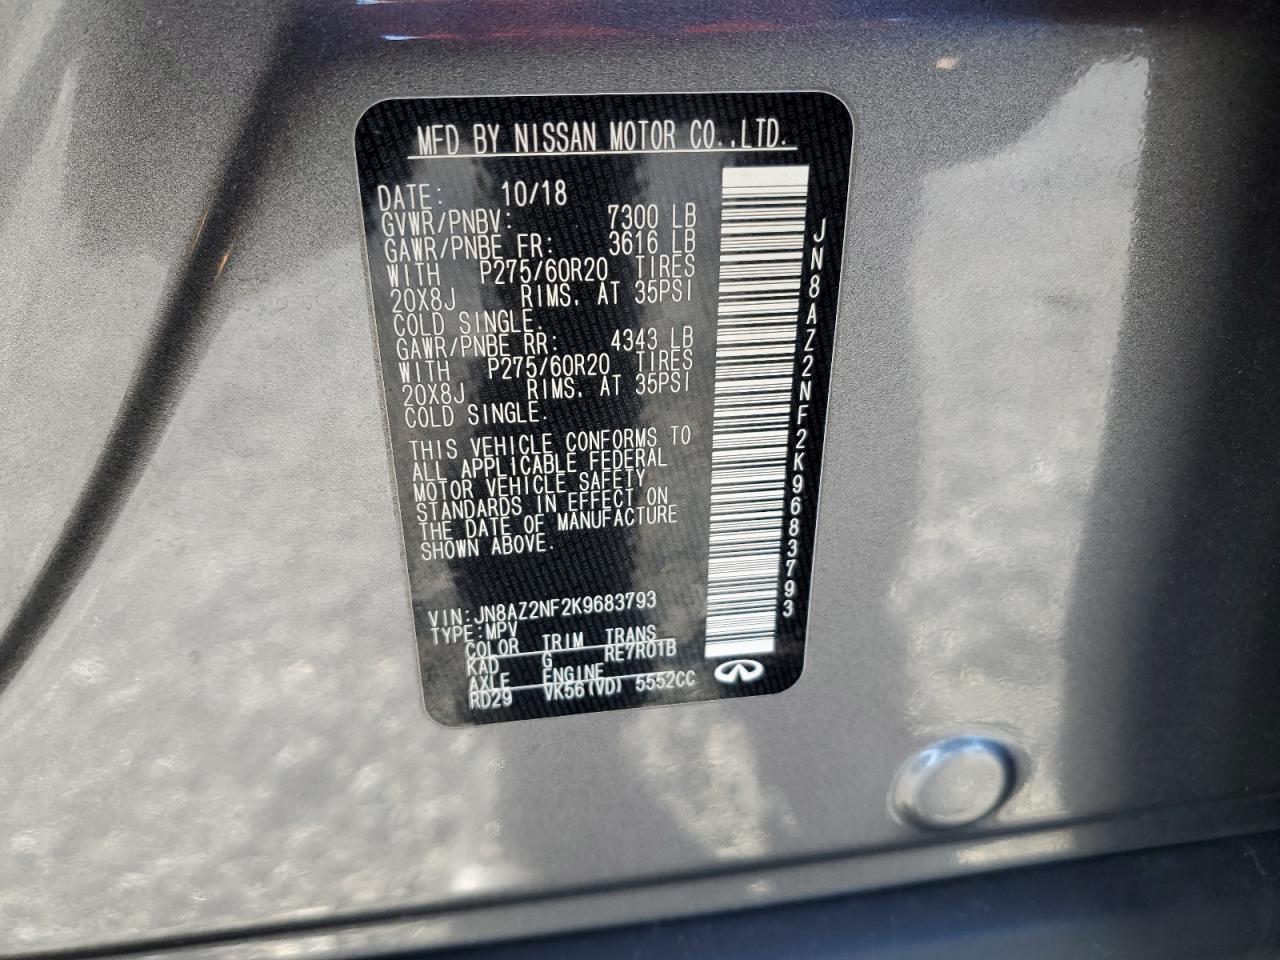 MFD BY NISSAN MOTOR CO.,LTD.
DATE: 10/18
GVWR/PNBV: 7300 LB
GAWR/PNBE FR: 3616 LB
WITH P275/60R20 TIRES
20X8J RIMS, AT 35PSI
COLD SINGLE.
GAWR/PNBE RR: 4343 LB
WITH P275/60R20 TIRES
20X8J RIMS, AT 35PSI
COLD SINGLE.
THIS VEHICLE CONFORMS TO
ALL APPLICABLE FEDERAL
MOTOR VEHICLE SAFETY
STANDARDS IN EFFECT ON
THE DATE OF MANUFACTURE
SHOWN ABOVE.
VIN:JN8AZ2NF2K9683793
TYPE:MPV
COLOR TRIM TRANS
KAD G RE7R01B
AXLE ENGINE
RD29 VK56(VD) 5552CC
JN8AZ2NF2K9683793